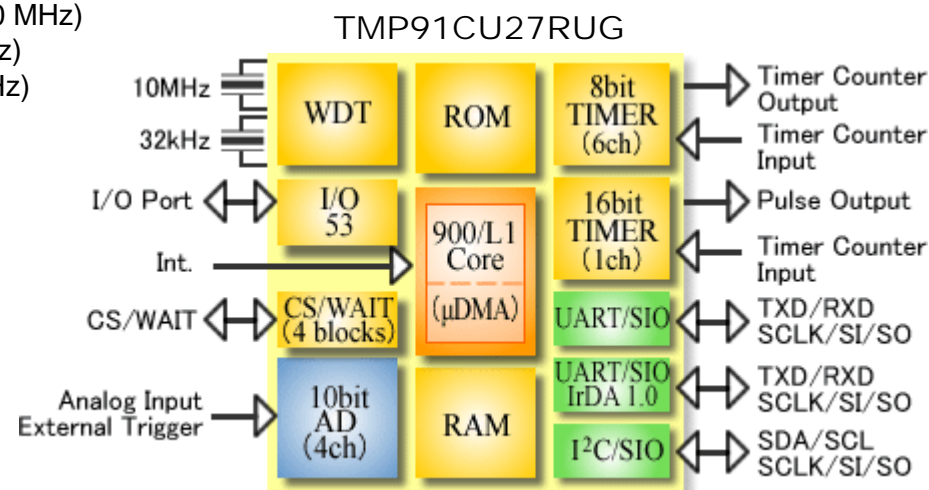 0 MHz)
z)
Hz)
TMP91CU27RUG
10MHz
32kHz
I/O Port
Int.
CS/WAIT
Analog Input
External Trigger
WDT
I/O
53
CS/WAIT
(4 blocks)
10bit
AD
(4ch)
ROM
900/L1
Core
(μDMA)
RAM
8bit
TIMER
(6ch)
16bit
TIMER
(1ch)
UART/SIO
UART/SIO
IrDA 1.0
I²C/SIO
Timer Counter
Output
Timer Counter
Input
Pulse Output
Timer Counter
Input
TXD/RXD
SCLK/SI/SO
TXD/RXD
SCLK/SI/SO
SDA/SCL
SCLK/SI/SO